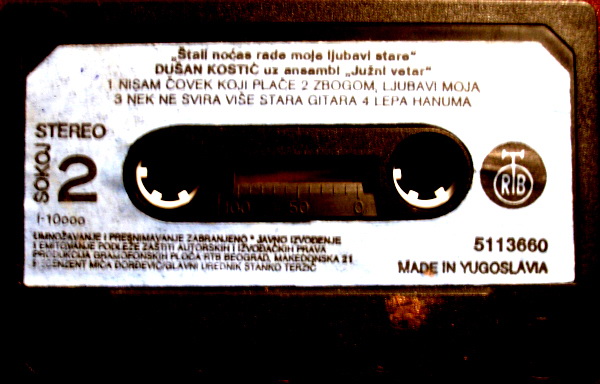 „Štali noćas rade moje ljubavi stare“
DUŠAN KOSTIĆ uz ansambl „Južni vetar“
1 NISAM ČOVEK KOJI PLAČE 2 ZBOGOM, LJUBAVI MOJA
3 NEK NE SVIRA VIŠE STARA GITARA 4 LEPA HANUMA
STEREO
SOKOJ
2
RTB
100 50 0
I-10000
UMNOŽAVANJE I PRESNIMAVANJE ZABRANJENO * JAVNO IZVOĐENJE
I EMITOVANJE PODLEŽE ZAŠTITI AUTORSKIH I IZVOĐAČKIH PRAVA
PRODUKCIJA GRAMOFONSKIH PLOČA RTB BEOGRAD, MAKEDONSKA 21
RECENZENT MIĆA ĐORĐEVIĆ/GLAVNI UREDNIK STANKO TERZIĆ
5113660
MADE IN YUGOSLAVIA